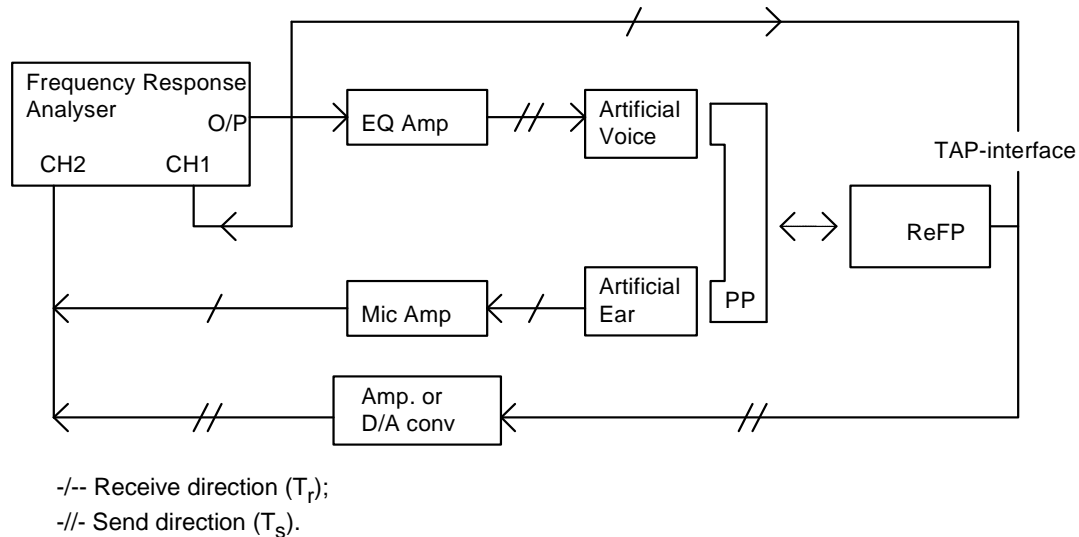 Frequency Response
Analyser
O/P
CH2
CH1
EQ Amp
Artificial
Voice
TAP-interface
ReFP
PP
Mic Amp
Artificial
Ear
Amp. or
D/A conv
-/-- Receive direction (Tr);
-//- Send direction (Ts).